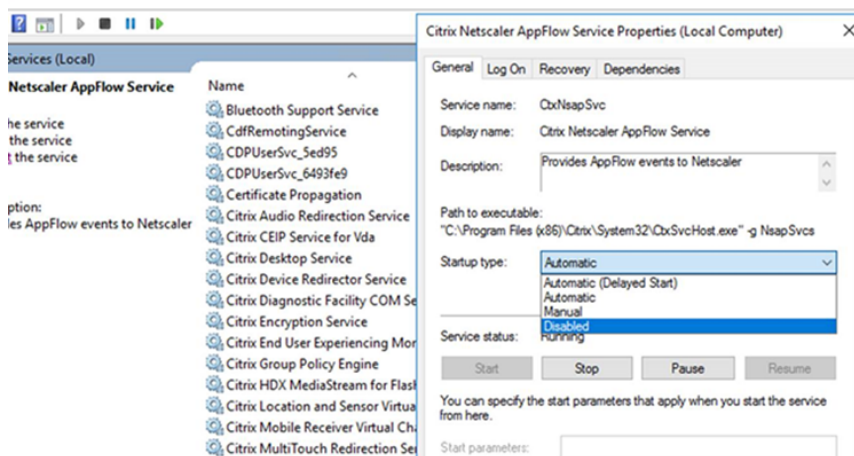 Citrix Netscaler AppFlow Service Properties (Local Computer)
Services (Local)
Netscaler AppFlow Service
he service
the service
the service
ption:
les AppFlow events to Netscaler
Name
Bluetooth Support Service
CdfRemotingService
CDPUserSvc_5ed95
CDPUserSvc_6493fe9
Certificate Propagation
Citrix Audio Redirection Service
Citrix CEIP Service for Vda
Citrix Desktop Service
Citrix Device Redirector Service
Citrix Diagnostic Facility COM Se
Citrix Encryption Service
Citrix End User Experiencing Mor
Citrix Group Policy Engine
Citrix HDX MediaStream for Flash
Citrix Location and Sensor Virtua
Citrix Mobile Receiver Virtual Cha
Citrix MultiTouch Redirection Ser
General Log On Recovery Dependencies
Service name: CtxNsapSvc
Display name: Citrix Netscaler AppFlow Service
Description: Provides AppFlow events to Netscaler
Path to executable:
"C:\Program Files (x86)\Citrix\System32\CtxSvcHost.exe" -g NsapSvcs
Startup type: Automatic
Automatic (Delayed Start)
Automatic
Manual
Disabled
Service status: Running
Start Stop Pause Resume
You can specify the start parameters that apply when you start the service
from here.
Start parameters: